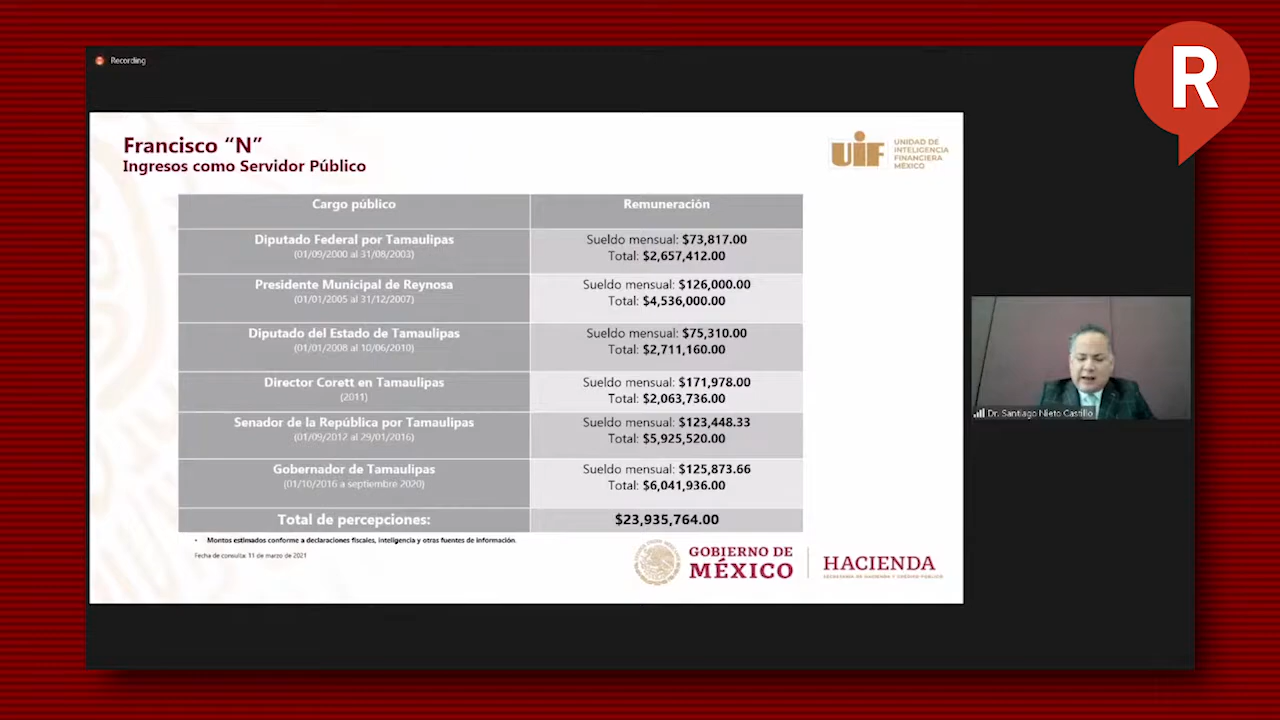 Recording
R
Francisco “N”
Ingresos como Servidor Público
UIF
UNIDAD DE
INTELIGENCIA
FINANCIERA
MÉXICO
Cargo público
Remuneración
Diputado Federal por Tamaulipas
(01/09/2000 al 31/08/2003)
Sueldo mensual: $73,817.00
Total: $2,657,412.00
Presidente Municipal de Reynosa
(01/01/2005 al 31/12/2007)
Sueldo mensual: $126,000.00
Total: $4,536,000.00
Diputado del Estado de Tamaulipas
(01/01/2008 al 10/06/2010)
Sueldo mensual: $75,310.00
Total: $2,711,160.00
Director Corett en Tamaulipas
(2011)
Sueldo mensual: $171,978.00
Total: $2,063,736.00
Senador de la República por Tamaulipas
(01/09/2012 al 29/01/2016)
Sueldo mensual: $123,448.33
Total: $5,925,520.00
Gobernador de Tamaulipas
(01/10/2016 a septiembre 2020)
Sueldo mensual: $125,873.66
Total: $6,041,936.00
Total de percepciones:
$23,935,764.00
• Montos estimados conforme a declaraciones fiscales, inteligencia y otras fuentes de información.
Fecha de consulta: 11 de marzo de 2021
GOBIERNO DE
MÉXICO
HACIENDA
SECRETARÍA DE HACIENDA Y CRÉDITO PÚBLICO
Dr. Santiago Nieto Castillo